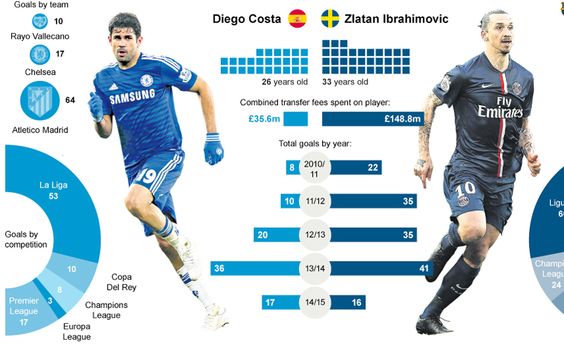 Goals by team
10
Rayo Vallecano
17
Chelsea
64
Atletico Madrid
Diego Costa
Zlatan Ibrahimovic
26 years old
33 years old
Combined transfer fees spent on player:
£35.6m
£148.8m
Total goals by year:
8 2010/ 22
11
10 11/12 35
20 12/13 35
36 13/14 41
17 14/15 16
SAMSUNG
19
Fly
Emirates
10
La Liga
53
Goals by
competition
10
Copa
Del Rey
8
Champions
League
3
Europa
League
Premier
League
17
Ligu
6
Champi
Leagu
24